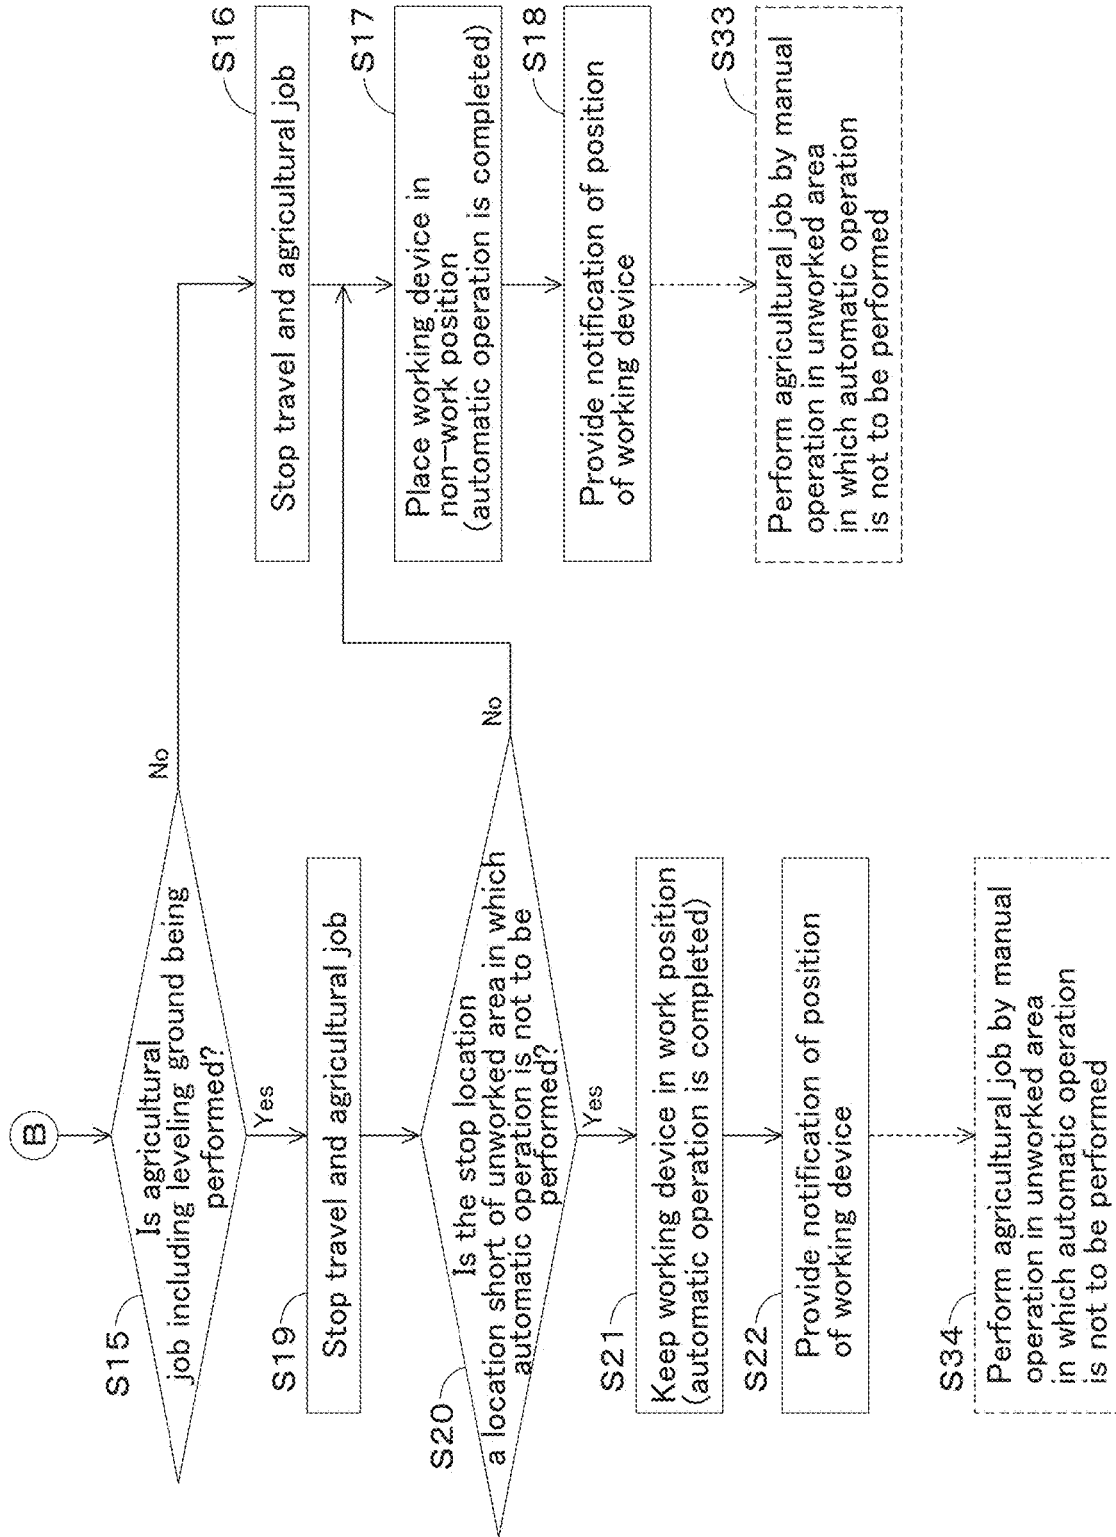 B
S15
Is agricultural
job including leveling ground being
performed?
No
Yes
S16
Stop travel and agricultural job
S17
Place working device in
non-work position
(automatic operation is completed)
S18
Provide notification of position
of working device
S33
Perform agricultural job by manual
operation in unworked area
in which automatic operation
is not to be performed
S19
Stop travel and agricultural job
S20
Is the stop location
a location short of unworked area in which
automatic operation is not to be
performed?
No
Yes
S21
Keep working device in work position
(automatic operation is completed)
S22
Provide notification of position
of working device
S34
Perform agricultural job by manual
operation in unworked area
in which automatic operation
is not to be performed